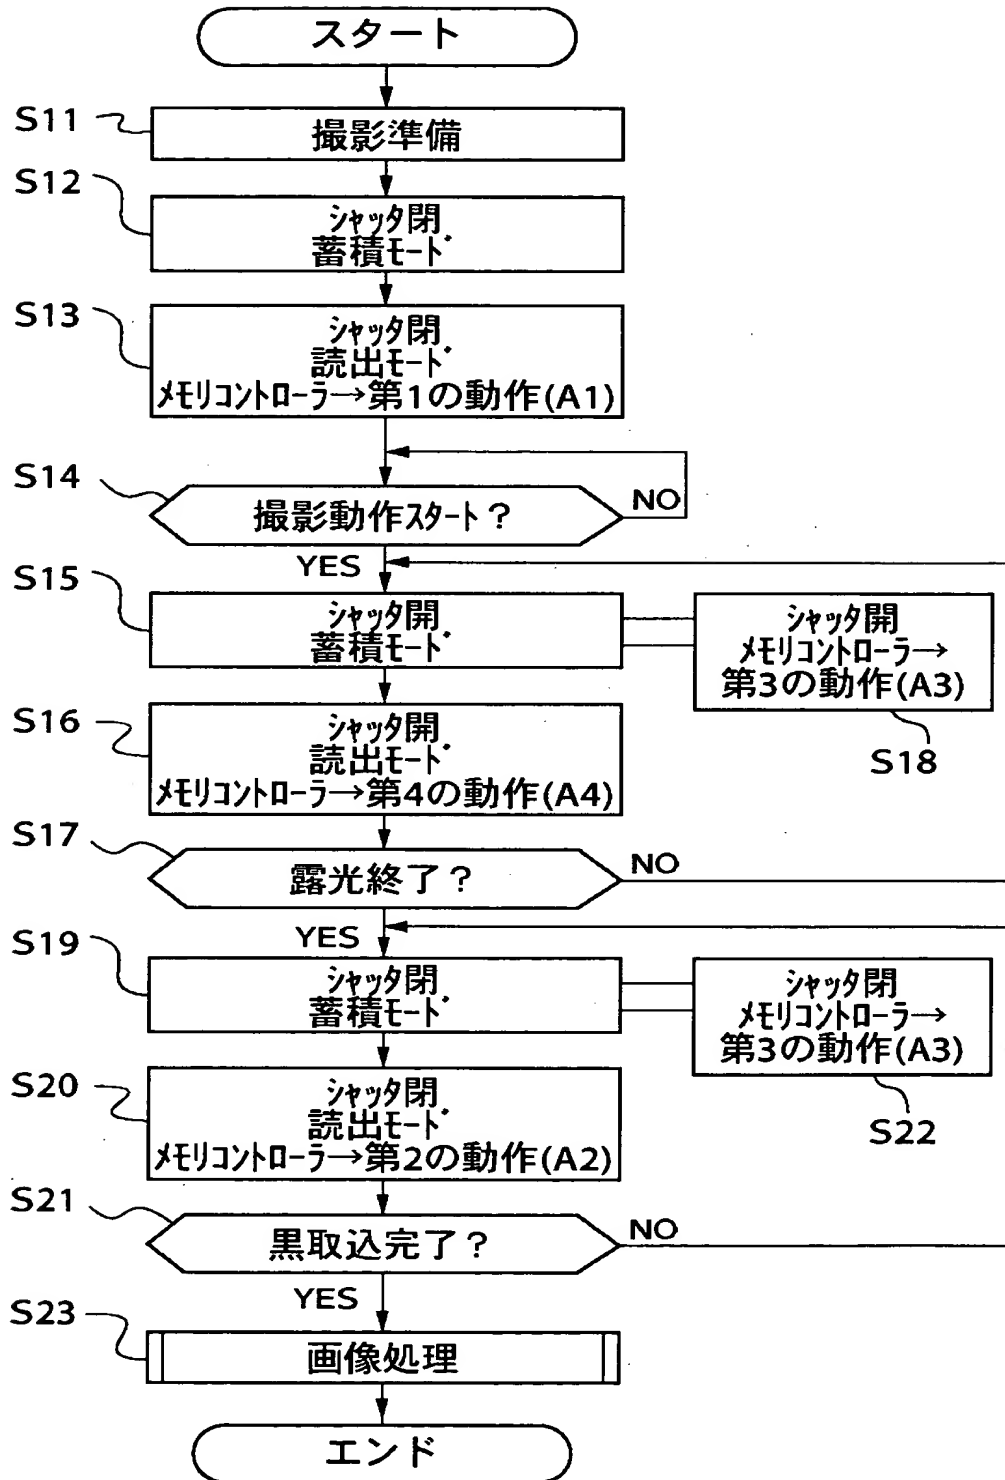 スタート
S11
撮影準備
S12
シャッタ閉
蓄積モード
S13
シャッタ閉
読出モード
メモリコントローラ→第1の動作(A1)
S14
撮影動作スタート？
NO
YES
S15
シャッタ開
蓄積モード
シャッタ開
メモリコントローラ→
第3の動作(A3)
S18
S16
シャッタ開
読出モード
メモリコントローラ→第4の動作(A4)
S17
露光終了？
NO
YES
S19
シャッタ閉
蓄積モード
シャッタ閉
メモリコントローラ→
第3の動作(A3)
S22
S20
シャッタ閉
読出モード
メモリコントローラ→第2の動作(A2)
S21
黒取込完了？
NO
YES
S23
画像処理
エンド